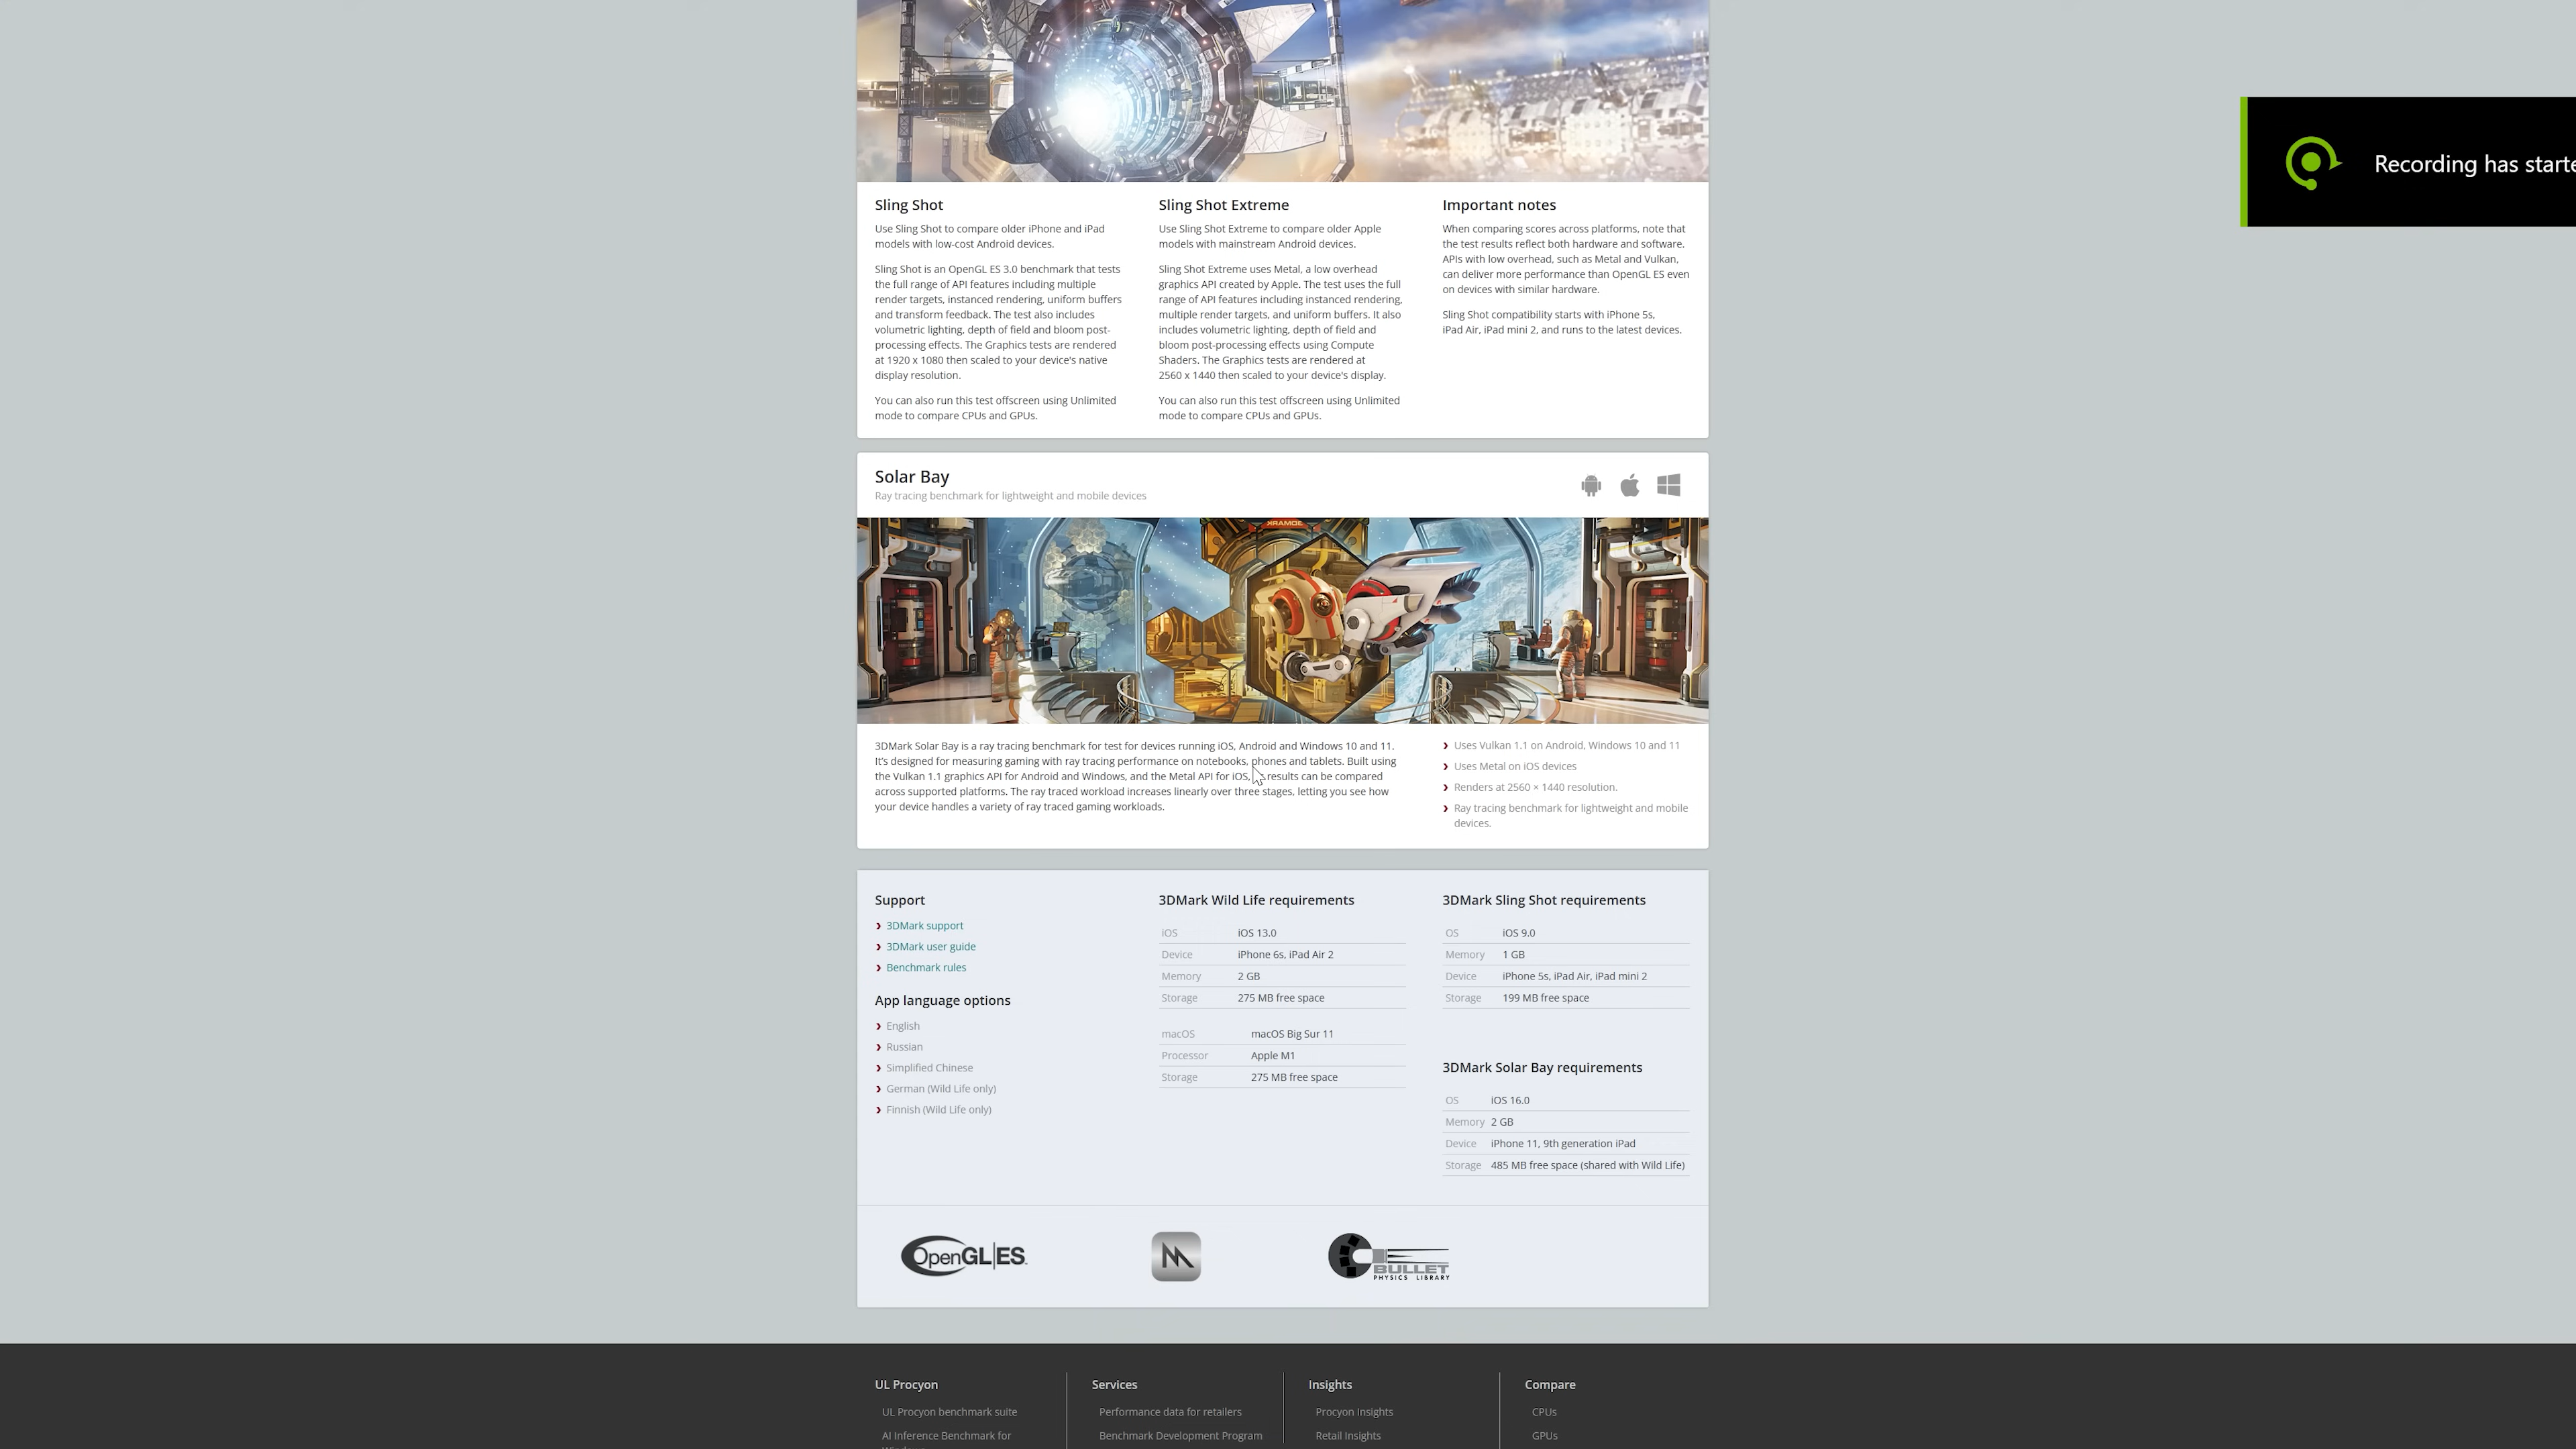 Recording has starte
Sling Shot
Use Sling Shot to compare older iPhone and iPad
models with low-cost Android devices.
Sling Shot is an OpenGL ES 3.0 benchmark that tests
the full range of API features including multiple
render targets, instanced rendering, uniform buffers
and transform feedback. The test also includes
volumetric lighting, depth of field and bloom post-
processing effects. The Graphics tests are rendered
at 1920 x 1080 then scaled to your device's native
display resolution.
You can also run this test offscreen using Unlimited
mode to compare CPUs and GPUs.
Sling Shot Extreme
Use Sling Shot Extreme to compare older Apple
models with mainstream Android devices.
Sling Shot Extreme uses Metal, a low overhead
graphics API created by Apple. The test uses the full
range of API features including instanced rendering,
multiple render targets, and uniform buffers. It also
includes volumetric lighting, depth of field and
bloom post-processing effects using Compute
Shaders. The Graphics tests are rendered at
2560 x 1440 then scaled to your device's display.
You can also run this test offscreen using Unlimited
mode to compare CPUs and GPUs.
Important notes
When comparing scores across platforms, note that
the test results reflect both hardware and software.
APIs with low overhead, such as Metal and Vulkan,
can deliver more performance than OpenGL ES even
on devices with similar hardware.
Sling Shot compatibility starts with iPhone 5s,
iPad Air, iPad mini 2, and runs to the latest devices.
Solar Bay
Ray tracing benchmark for lightweight and mobile devices
XRAMOE
3DMark Solar Bay is a ray tracing benchmark for test for devices running iOS, Android and Windows 10 and 11.
It's designed for measuring gaming with ray tracing performance on notebooks, phones and tablets. Built using
the Vulkan 1.1 graphics API for Android and Windows, and the Metal API for iOS, results can be compared
across supported platforms. The ray traced workload increases linearly over three stages, letting you see how
your device handles a variety of ray traced gaming workloads.
Uses Vulkan 1.1 on Android, Windows 10 and 11
Uses Metal on iOS devices
Renders at 2560 × 1440 resolution.
Ray tracing benchmark for lightweight and mobile
devices.
Support
3DMark support
3DMark user guide
Benchmark rules
App language options
English
Russian
Simplified Chinese
German (Wild Life only)
Finnish (Wild Life only)
3DMark Wild Life requirements
iOS iOS 13.0
Device iPhone 6s, iPad Air 2
Memory 2 GB
Storage 275 MB free space
macOS macOS Big Sur 11
Processor Apple M1
Storage 275 MB free space
3DMark Sling Shot requirements
OS iOS 9.0
Memory 1 GB
Device iPhone 5s, iPad Air, iPad mini 2
Storage 199 MB free space
3DMark Solar Bay requirements
OS iOS 16.0
Memory 2 GB
Device iPhone 11, 9th generation iPad
Storage 485 MB free space (shared with Wild Life)
OpenGL|ES.
BULLET
PHYSICS LIBRARY
UL Procyon
UL Procyon benchmark suite
AI Inference Benchmark for
Services
Performance data for retailers
Benchmark Development Program
Insights
Procyon Insights
Retail Insights
Compare
CPUs
GPUs